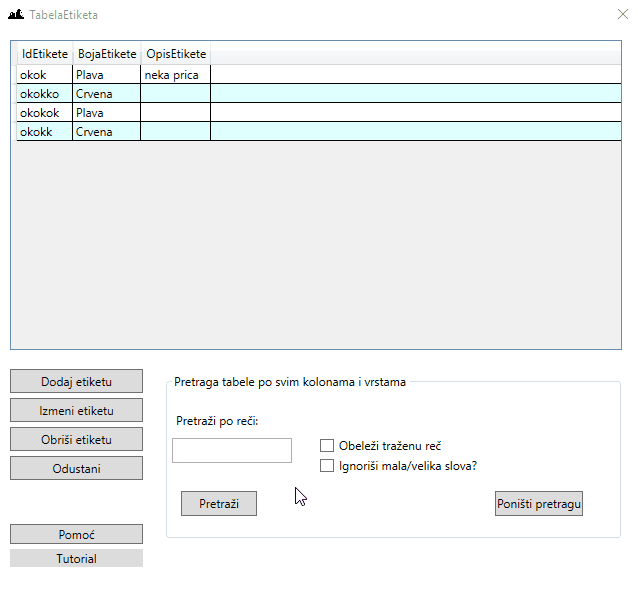 TabelaEtiketa
IdEtikete BojaEtikete OpisEtikete
okok Plava neka prica
okokko Crvena
okokok Plava
okokk Crvena
Dodaj etiketu
Izmeni etiketu
Obriši etiketu
Odustani
Pomoć
Tutorial
Pretraga tabele po svim kolonama i vrstama
Pretraži po reči:
Obeleži traženu reč
Ignoriši mala/velika slova?
Pretraži
Poništi pretragu